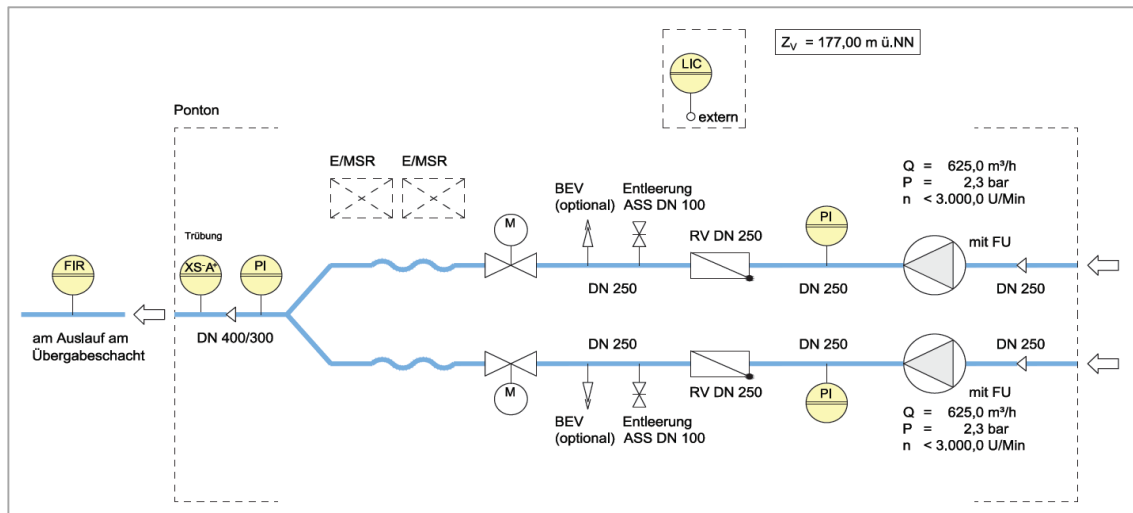 Z_V = 177,00 m ü.NN
LIC
extern
Ponton
E/MSR
E/MSR
Q = 625,0 m³/h
P = 2,3 bar
n < 3.000,0 U/Min
BEV
(optional)
Entleerung
ASS DN 100
M
PI
RV DN 250
mit FU
Trübung
FIR
XS-A+
PI
DN 250
DN 250
DN 250
am Auslauf am
Übergabeschacht
DN 400/300
DN 250
DN 250
DN 250
M
RV DN 250
PI
mit FU
BEV
(optional)
Entleerung
ASS DN 100
Q = 625,0 m³/h
P = 2,3 bar
n < 3.000,0 U/Min